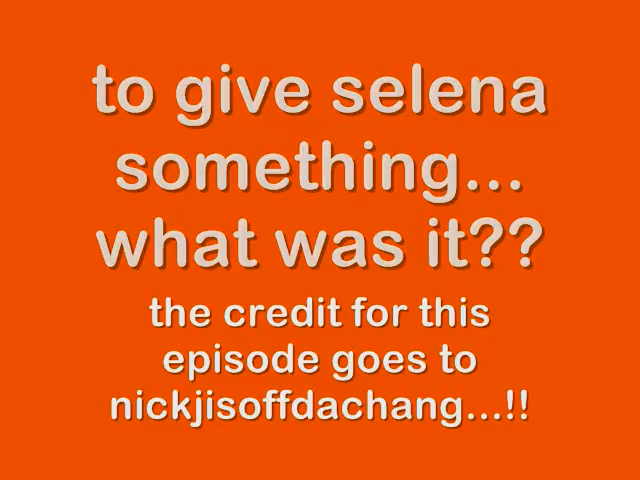 to give selena
something...
what was it??
the credit for this
episode goes to
nickjisoffdachang...!!